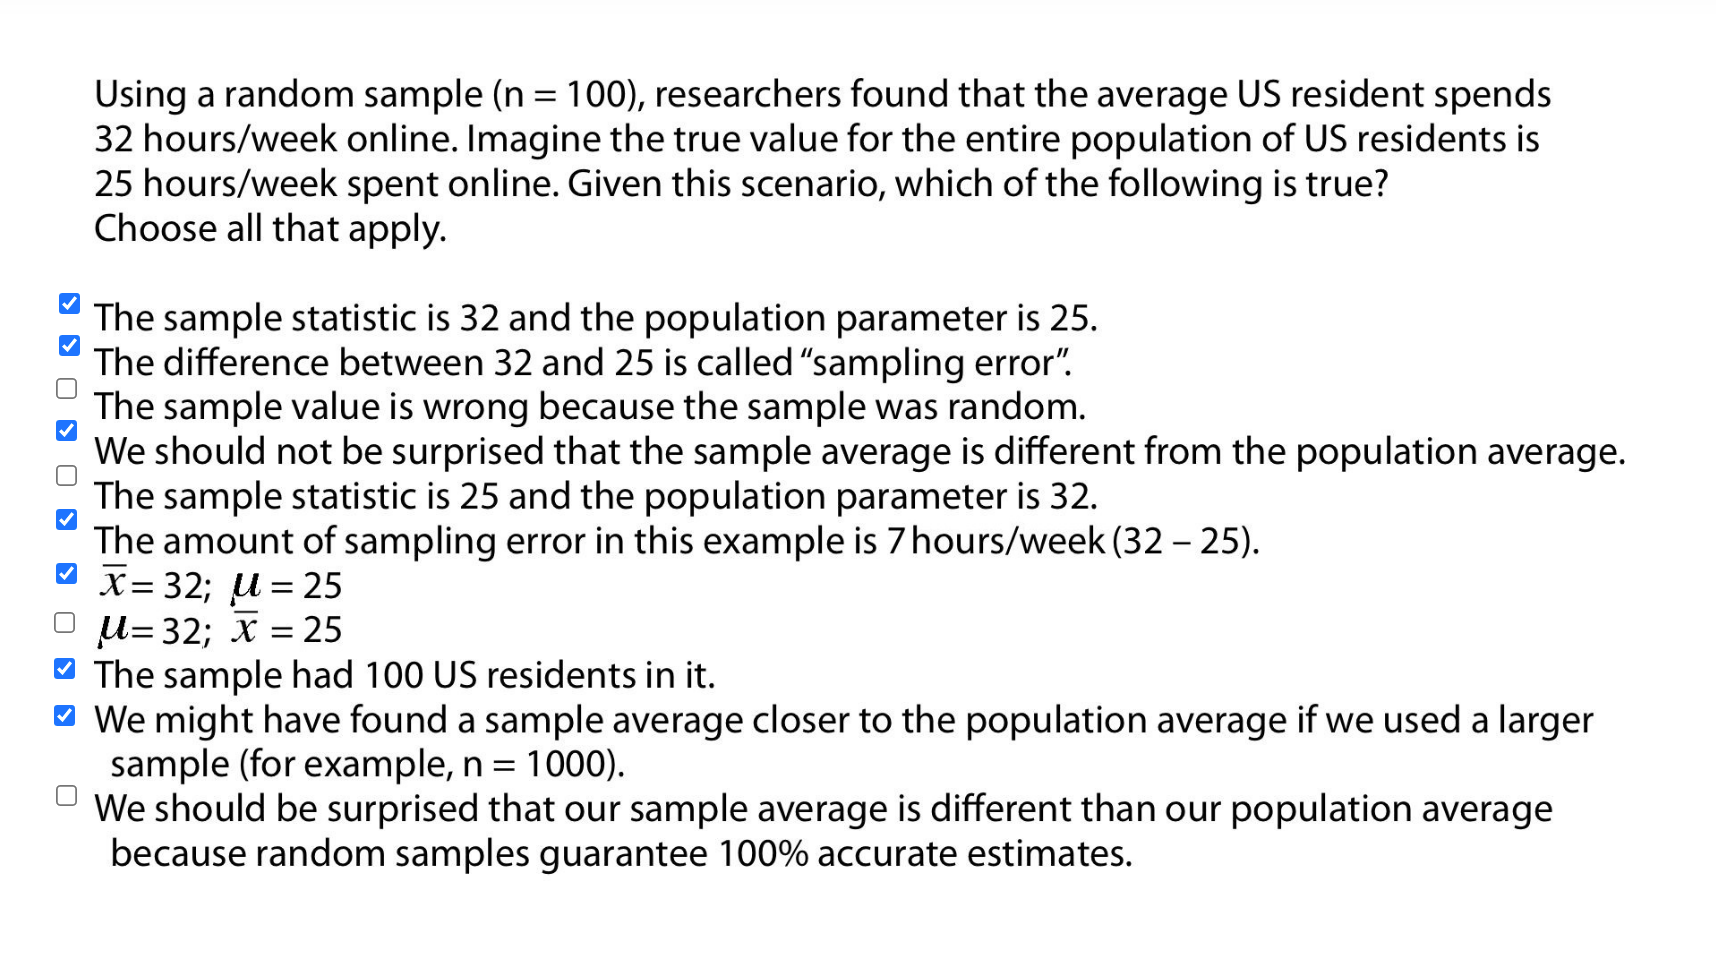 Using a random sample (n = 100), researchers found that the average US resident spends
32 hours/week online. Imagine the true value for the entire population of US residents is
25 hours/week spent online. Given this scenario, which of the following is true?
Choose all that apply.
The sample statistic is 32 and the population parameter is 25.
The difference between 32 and 25 is called “sampling error”.
The sample value is wrong because the sample was random.
We should not be surprised that the sample average is different from the population average.
The sample statistic is 25 and the population parameter is 32.
The amount of sampling error in this example is 7 hours/week (32 – 25).
x̅ = 32; μ = 25
μ = 32; x̅ = 25
The sample had 100 US residents in it.
We might have found a sample average closer to the population average if we used a larger
sample (for example, n = 1000).
We should be surprised that our sample average is different than our population average
because random samples guarantee 100% accurate estimates.